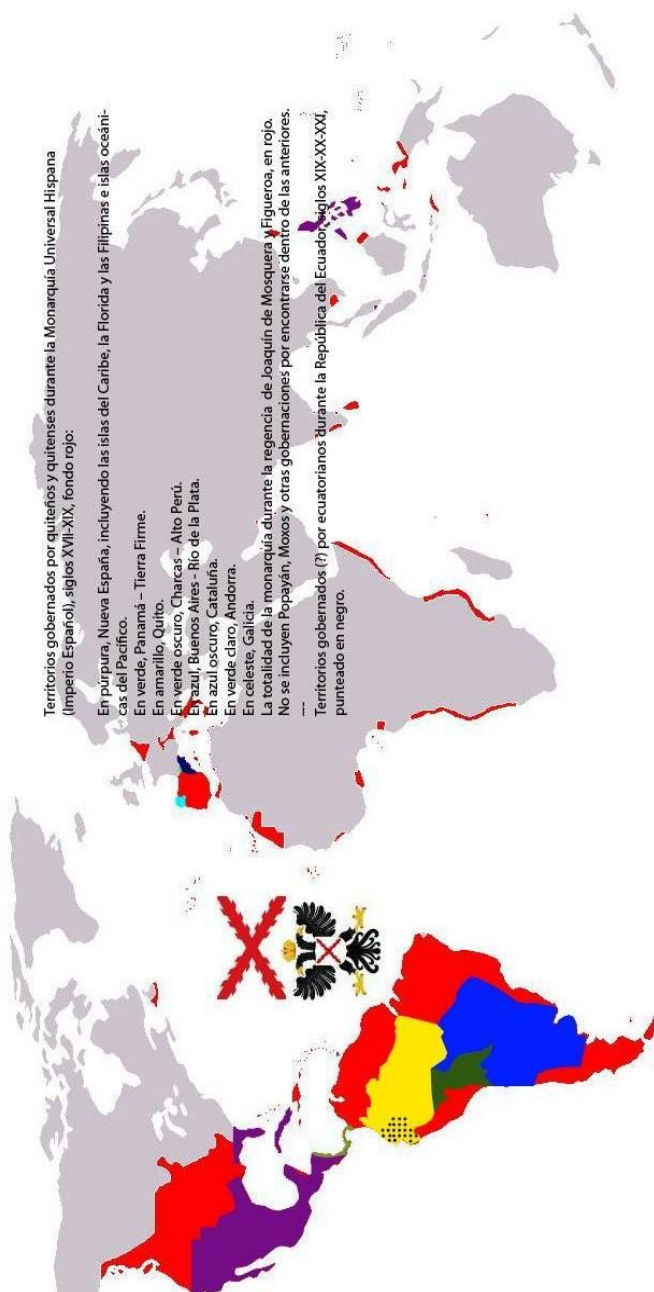 Territorios gobernados por quiteños y quitenses durante la Monarquía Universal Hispana
(Imperio Español), siglos XVII-XIX, fondo rojo:
En púrpura, Nueva España, incluyendo las islas del Caribe, la Florida y las Filipinas e islas oceáni-
cas del Pacífico.
En verde, Panamá – Tierra Firme.
En amarillo, Quito.
En verde oscuro, Charcas – Alto Perú.
En azul, Buenos Aires - Río de la Plata.
En azul oscuro, Cataluña.
En verde claro, Andorra.
En celeste, Galicia.
La totalidad de la monarquía durante la regencia de Joaquín de Mosquera y Figueroa, en rojo.
No se incluyen Popayán, Moxos y otras gobernaciones por encontrarse dentro de las anteriores.
---
Territorios gobernados (?) por ecuatorianos durante la República del Ecuador, siglos XIX-XX-XXI,
punteado en negro.